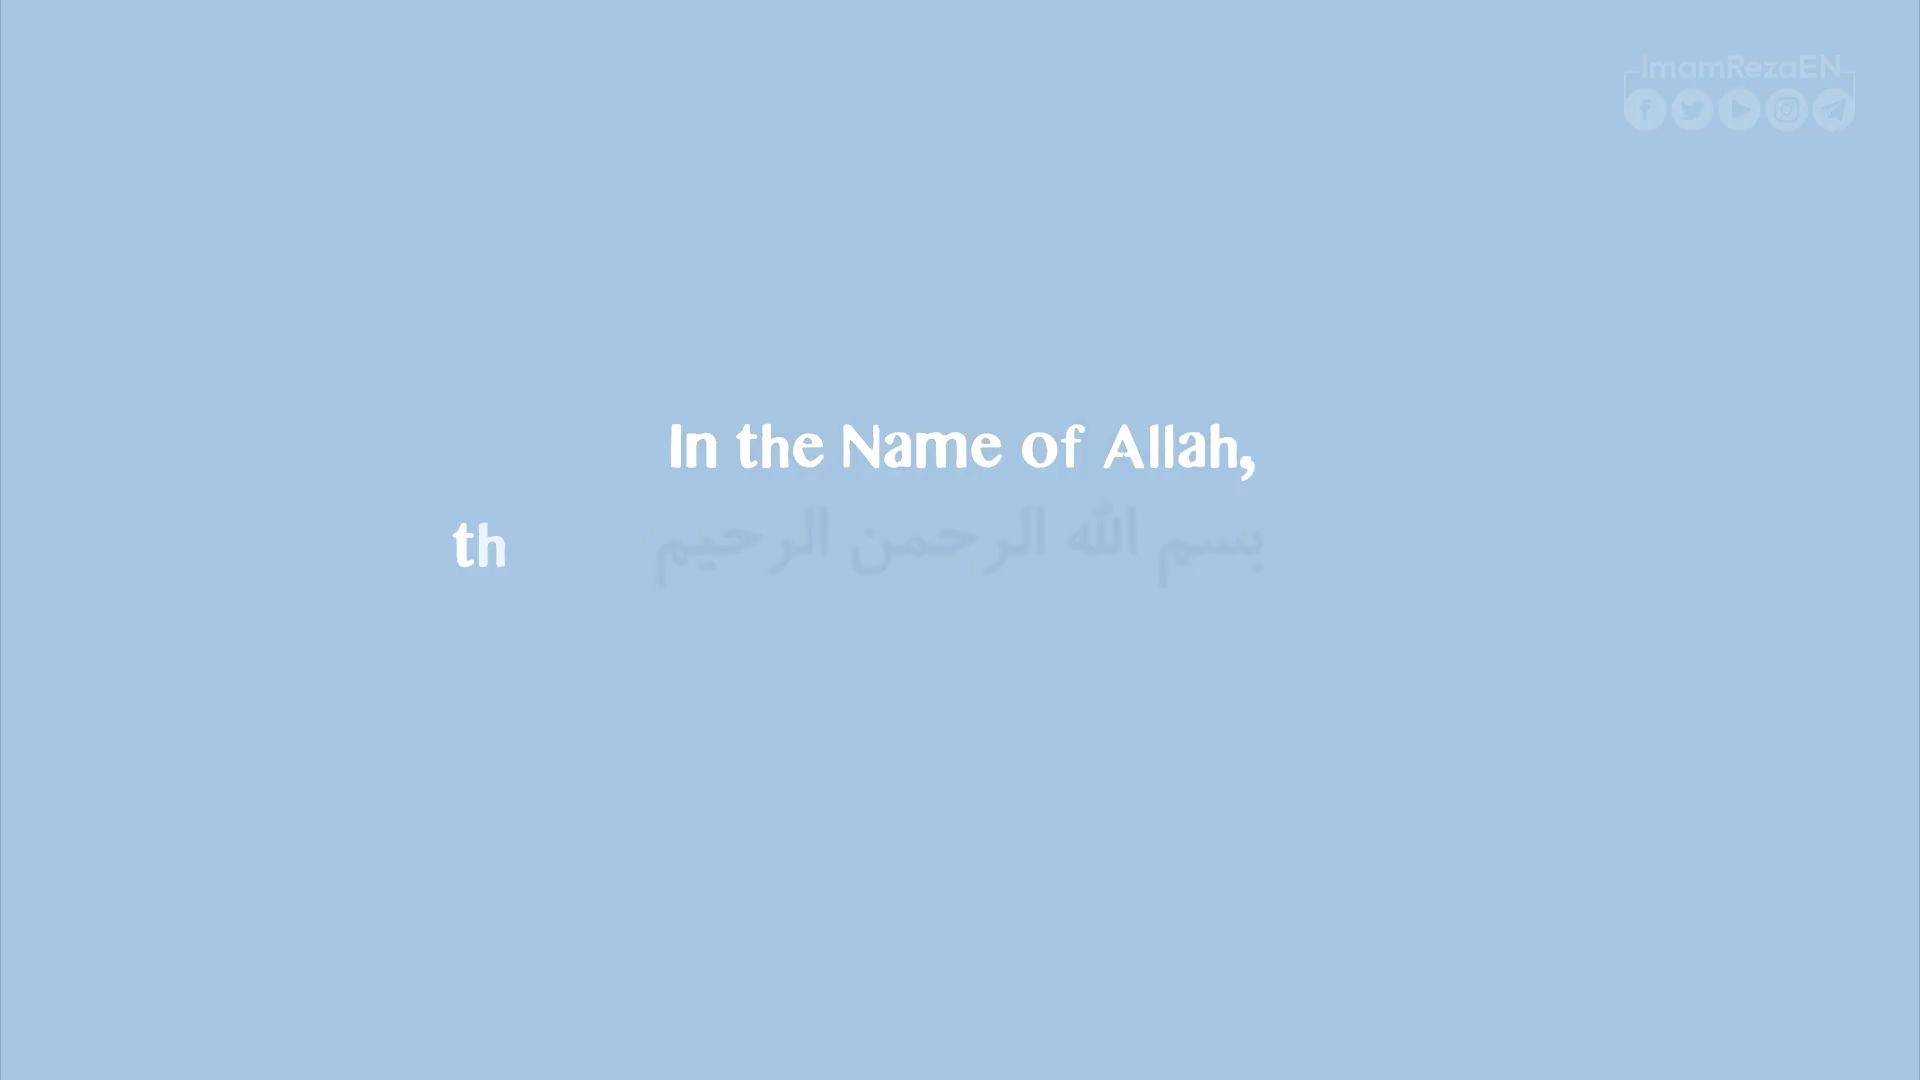 ImamRezaEN
In the Name of Allah,
th
بسم الله الرحمن الرحيم